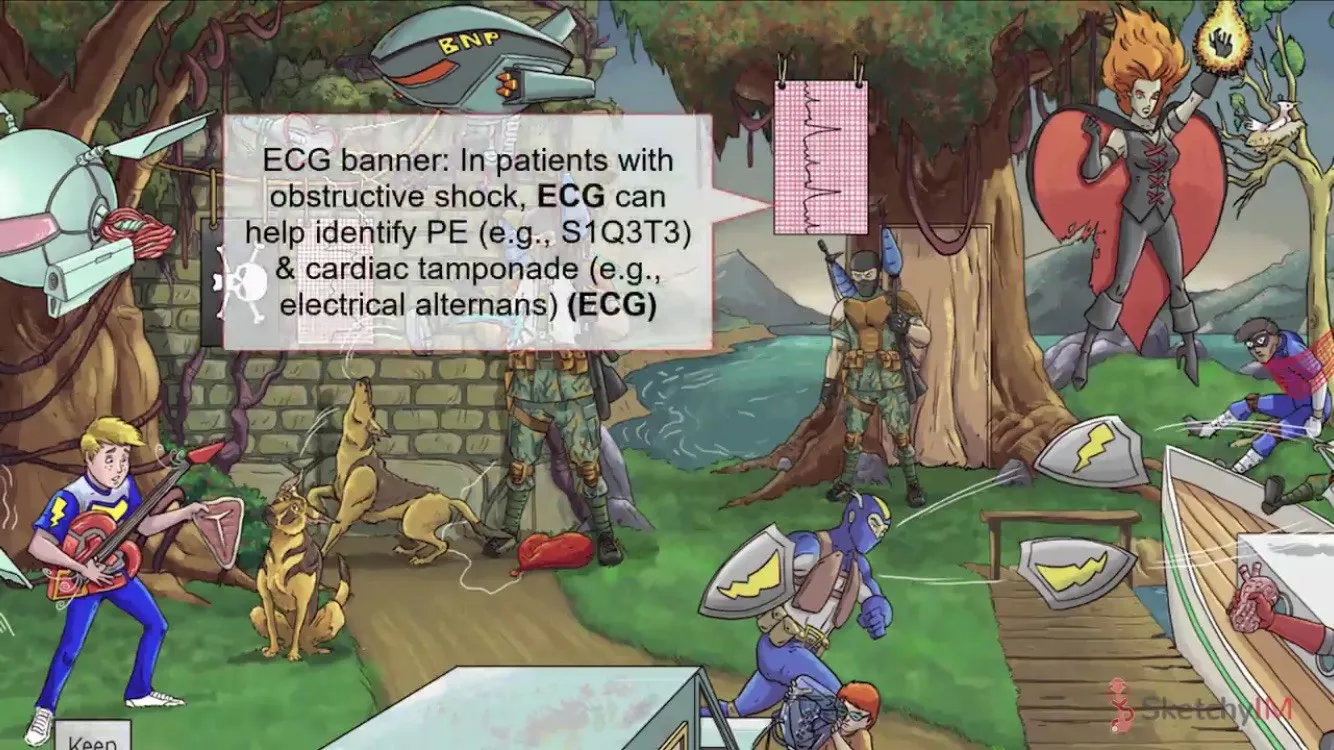 BNP
ECG banner: In patients with
obstructive shock, ECG can
help identify PE (e.g., S1Q3T3)
& cardiac tamponade (e.g.,
electrical alternans) (ECG)
Keep
SketchyIM